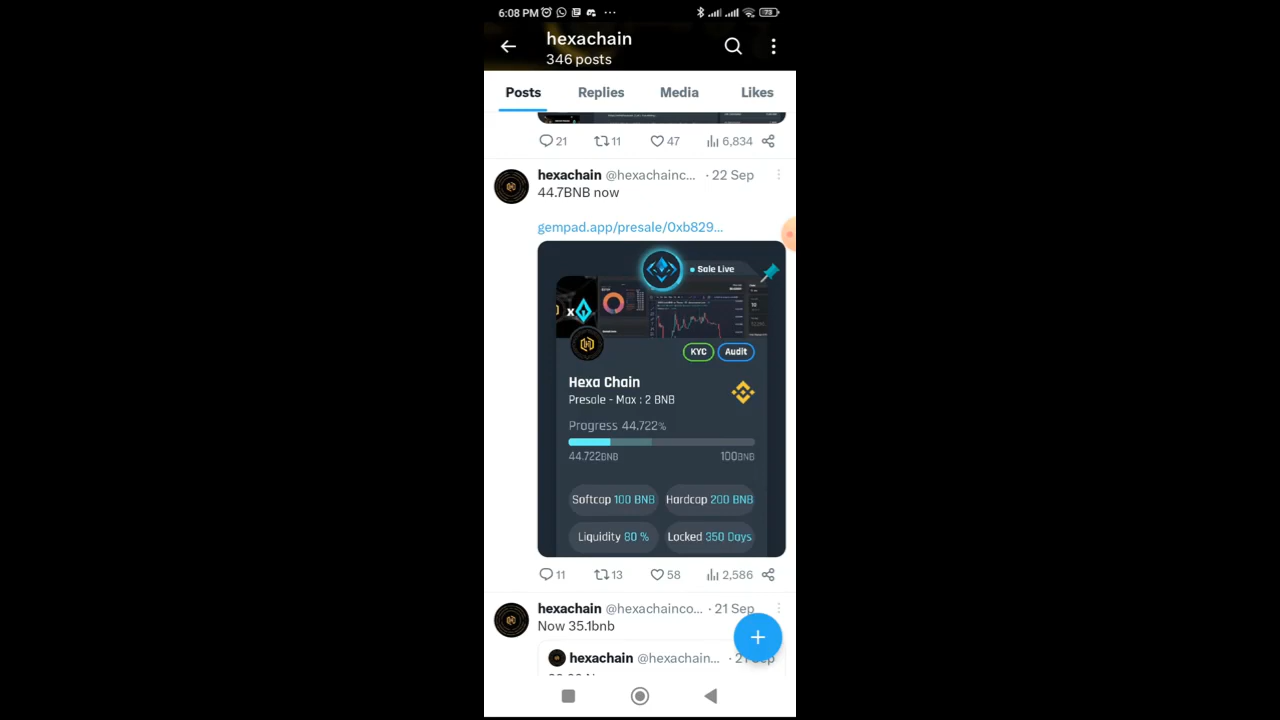 6:08 PM
73
hexachain
346 posts
Posts Replies Media Likes
21 11 47 6,834
hexachain @hexachainc... · 22 Sep
44.7BNB now
gempad.app/presale/0xb829...
Sale Live
x
KYC Audit
Hexa Chain
Presale - Max : 2 BNB
Progress 44.722%
44.722BNB 100BNB
Softcap 100 BNB Hardcap 200 BNB
Liquidity 80 % Locked 350 Days
11 13 58 2,586
hexachain @hexachainco... · 21 Sep
Now 35.1bnb
hexachain @hexachain... · 21 Sep